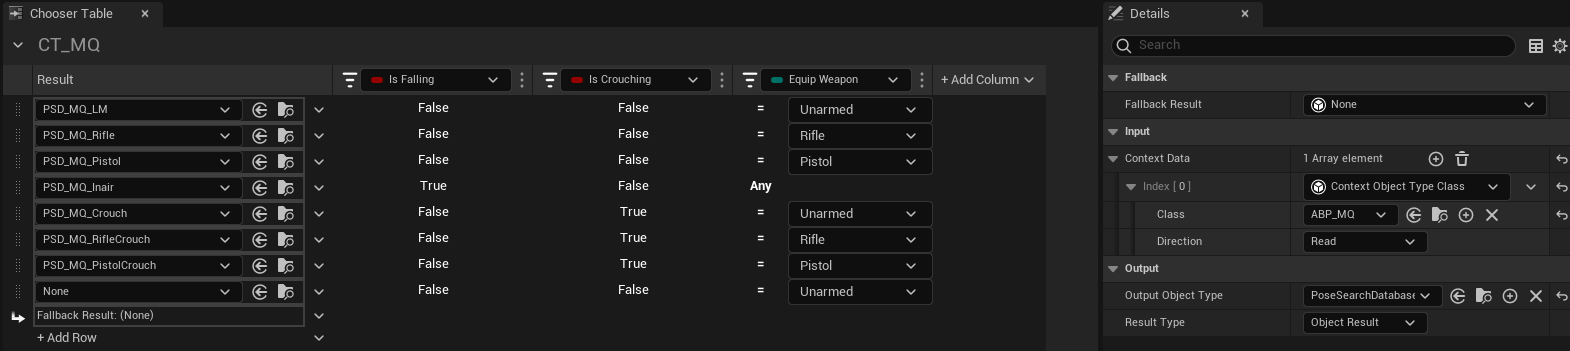 Chooser Table
CT_MQ
Result Is Falling Is Crouching Equip Weapon + Add Column
PSD_MQ_LM False False = Unarmed
PSD_MQ_Rifle False False = Rifle
PSD_MQ_Pistol False False = Pistol
PSD_MQ_Inair True False Any
PSD_MQ_Crouch False True = Unarmed
PSD_MQ_RifleCrouch False True = Rifle
PSD_MQ_PistolCrouch False True = Pistol
None False False = Unarmed
Fallback Result: (None)
+ Add Row
Details
Search
Fallback
Fallback Result None
Input
Context Data 1 Array element
Index [ 0 ] Context Object Type Class
Class ABP_MQ
Direction Read
Output
Output Object Type PoseSearchDatabase
Result Type Object Result